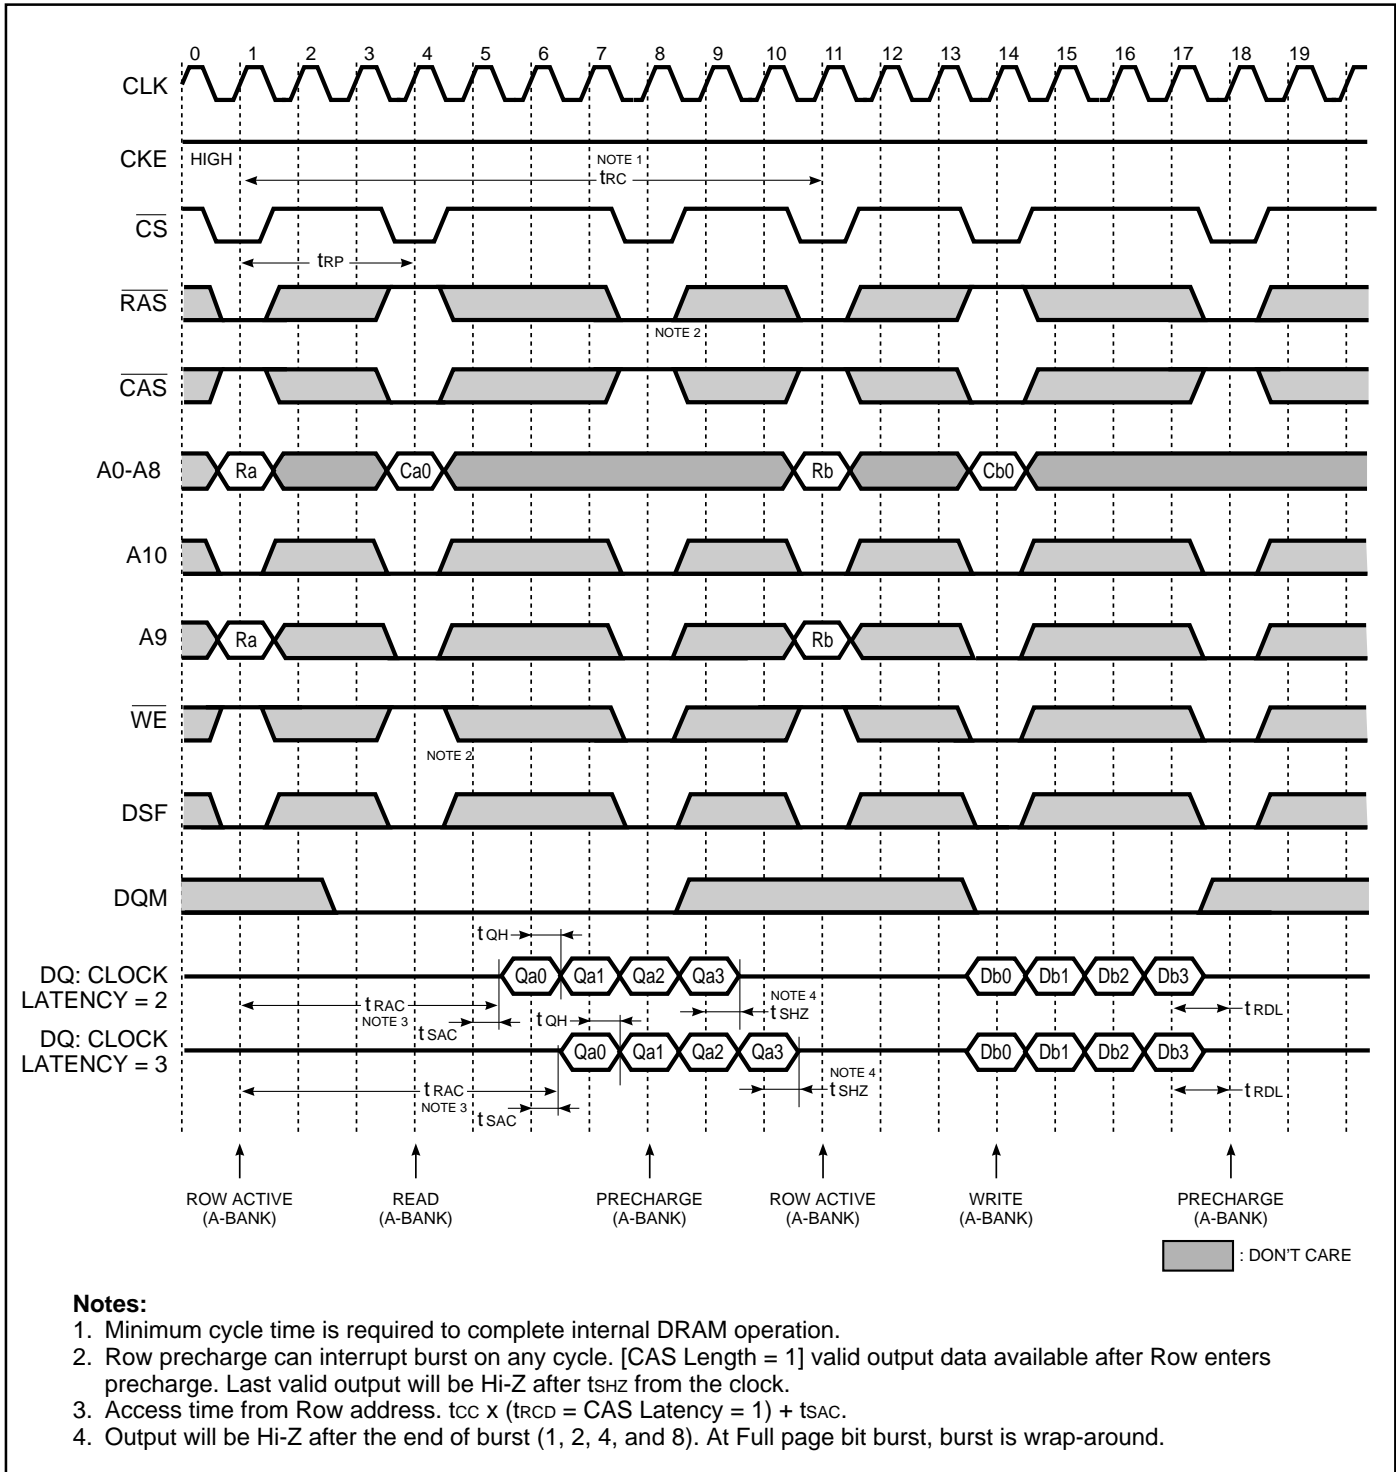 0 1 2 3 4 5 6 7 8 9 10 11 12 13 14 15 16 17 18 19
CLK
CKE HIGH
NOTE 1
tRC
CS
tRP
RAS
NOTE 2
CAS
A0-A8 Ra Ca0 Rb Cb0
A10
A9 Ra Rb
WE
NOTE 2
DSF
DQM
tQH
DQ: CLOCK LATENCY = 2 Qa0 Qa1 Qa2 Qa3 Db0 Db1 Db2 Db3
tRAC
NOTE 3
tSAC
tQH
NOTE 4
tSHZ
tRDL
DQ: CLOCK LATENCY = 3 Qa0 Qa1 Qa2 Qa3 Db0 Db1 Db2 Db3
tRAC
NOTE 3
tSAC
NOTE 4
tSHZ
tRDL
ROW ACTIVE (A-BANK)
READ (A-BANK)
PRECHARGE (A-BANK)
ROW ACTIVE (A-BANK)
WRITE (A-BANK)
PRECHARGE (A-BANK)
: DON'T CARE
Notes:
1. Minimum cycle time is required to complete internal DRAM operation.
2. Row precharge can interrupt burst on any cycle. [CAS Length = 1] valid output data available after Row enters
precharge. Last valid output will be Hi-Z after tSHZ from the clock.
3. Access time from Row address. tCC x (tRCD = CAS Latency = 1) + tSAC.
4. Output will be Hi-Z after the end of burst (1, 2, 4, and 8). At Full page bit burst, burst is wrap-around.